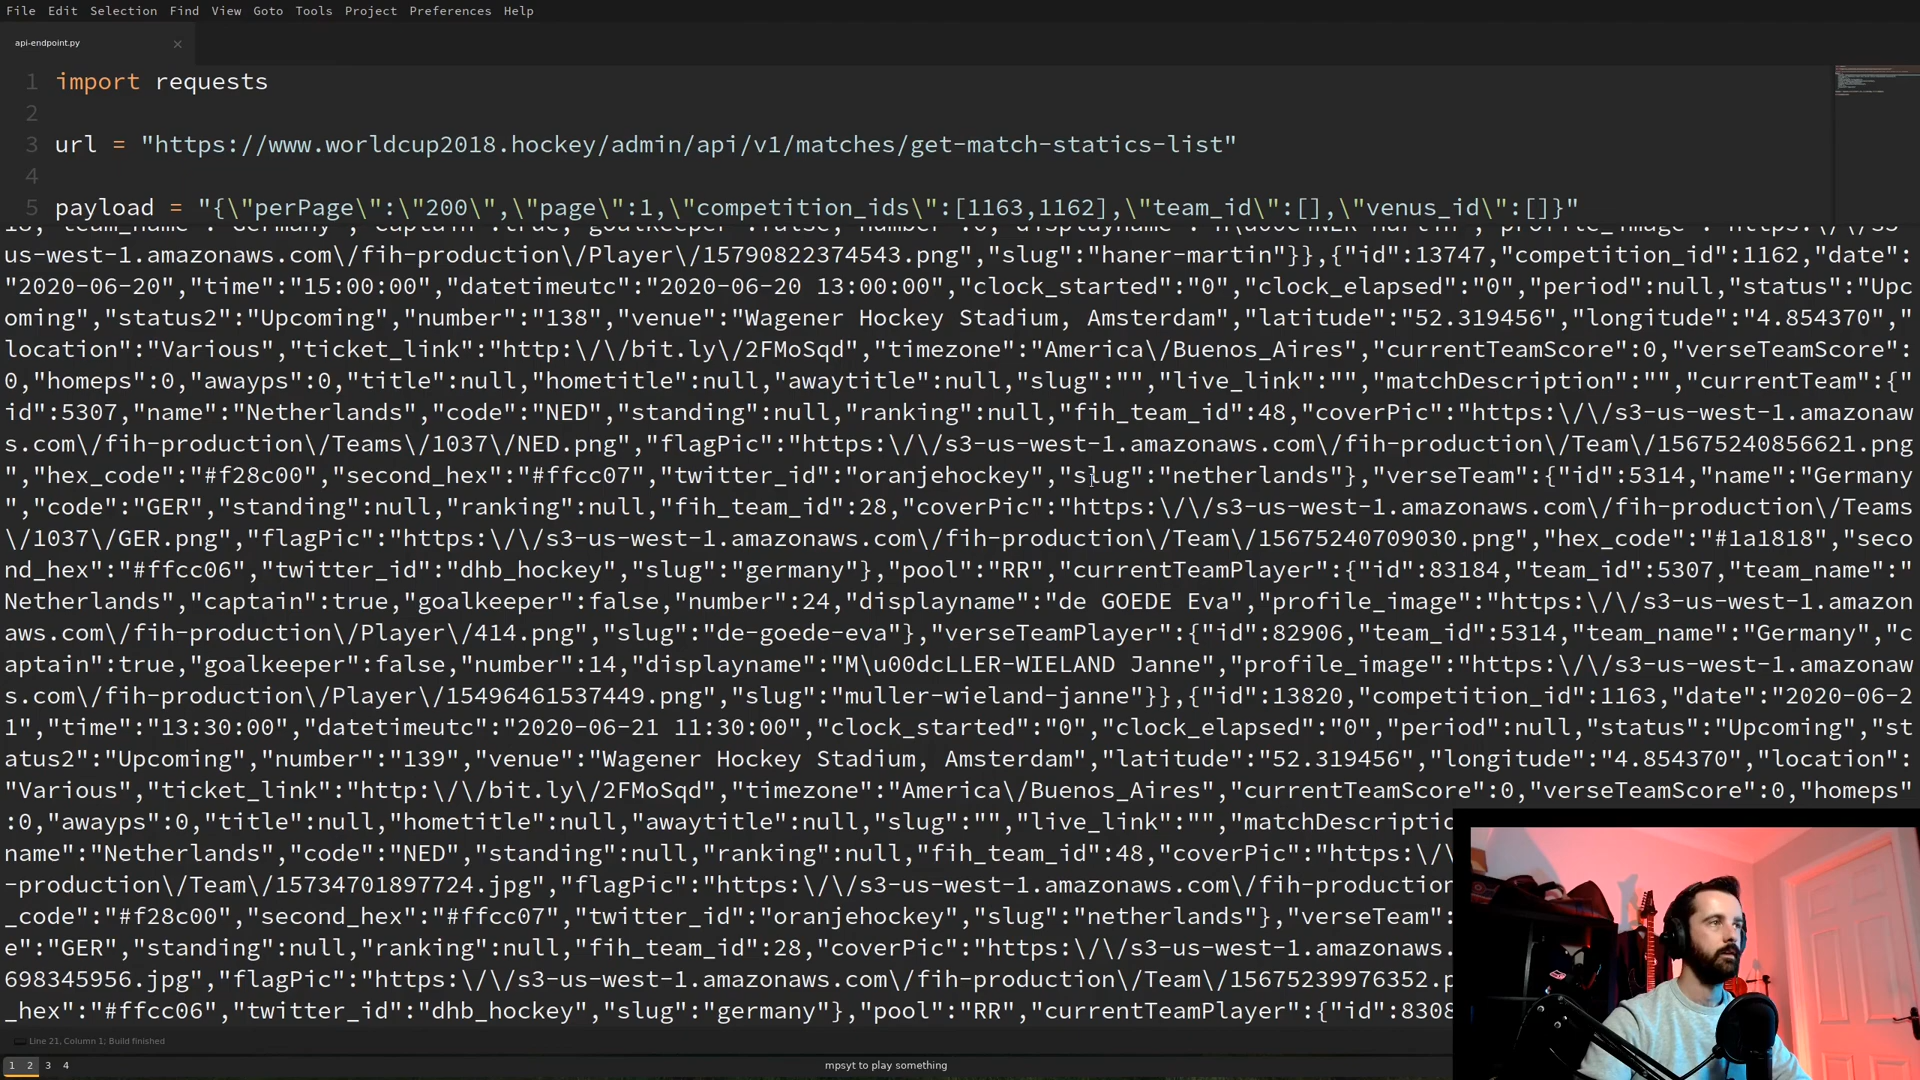 File Edit Selection Find View Goto Tools Project Preferences Help
api-endpoint.py
1 import requests
2
3 url = "https://www.worldcup2018.hockey/admin/api/v1/matches/get-match-statics-list"
4
5 payload = "{\"perPage\":\"200\",\"page\":1,\"competition_ids\":[1163,1162],\"team_id\":[],\"venus_id\":[]}"
us-west-1.amazonaws.com\/fih-production\/Player\/15790822374543.png","slug":"haner-martin"}},{"id":13747,"competition_id":1162,"date":
"2020-06-20","time":"15:00:00","datetimeutc":"2020-06-20 13:00:00","clock_started":"0","clock_elapsed":"0","period":null,"status":"Upc
oming","status2":"Upcoming","number":"138","venue":"Wagener Hockey Stadium, Amsterdam","latitude":"52.319456","longitude":"4.854370","
location":"Various","ticket_link":"http:\/\/bit.ly\/2FMoSqd","timezone":"America\/Buenos_Aires","currentTeamScore":0,"verseTeamScore":
0,"homeps":0,"awayps":0,"title":null,"hometitle":null,"awaytitle":null,"slug":"","live_link":"","matchDescription":"","currentTeam":{"
id":5307,"name":"Netherlands","code":"NED","standing":null,"ranking":null,"fih_team_id":48,"coverPic":"https:\/\/s3-us-west-1.amazonaw
s.com\/fih-production\/Teams\/1037\/NED.png","flagPic":"https:\/\/s3-us-west-1.amazonaws.com\/fih-production\/Team\/15675240856621.png
","hex_code":"#f28c00","second_hex":"#ffcc07","twitter_id":"oranjehockey","slug":"netherlands"},"verseTeam":{"id":5314,"name":"Germany
","code":"GER","standing":null,"ranking":null,"fih_team_id":28,"coverPic":"https:\/\/s3-us-west-1.amazonaws.com\/fih-production\/Teams
\/1037\/GER.png","flagPic":"https:\/\/s3-us-west-1.amazonaws.com\/fih-production\/Team\/15675240709030.png","hex_code":"#1a1818","seco
nd_hex":"#ffcc06","twitter_id":"dhb_hockey","slug":"germany"},"pool":"RR","currentTeamPlayer":{"id":83184,"team_id":5307,"team_name":"
Netherlands","captain":true,"goalkeeper":false,"number":24,"displayname":"de GOEDE Eva","profile_image":"https:\/\/s3-us-west-1.amazon
aws.com\/fih-production\/Player\/414.png","slug":"de-goede-eva"},"verseTeamPlayer":{"id":82906,"team_id":5314,"team_name":"Germany","c
aptain":true,"goalkeeper":false,"number":14,"displayname":"M\u00dcLLER-WIELAND Janne","profile_image":"https:\/\/s3-us-west-1.amazonaw
s.com\/fih-production\/Player\/15496461537449.png","slug":"muller-wieland-janne"}},{"id":13820,"competition_id":1163,"date":"2020-06-2
1","time":"13:30:00","datetimeutc":"2020-06-21 11:30:00","clock_started":"0","clock_elapsed":"0","period":null,"status":"Upcoming","st
atus2":"Upcoming","number":"139","venue":"Wagener Hockey Stadium, Amsterdam","latitude":"52.319456","longitude":"4.854370","location":
"Various","ticket_link":"http:\/\/bit.ly\/2FMoSqd","timezone":"America\/Buenos_Aires","currentTeamScore":0,"verseTeamScore":0,"homeps"
:0,"awayps":0,"title":null,"hometitle":null,"awaytitle":null,"slug":"","live_link":"","matchDescriptic
name":"Netherlands","code":"NED","standing":null,"ranking":null,"fih_team_id":48,"coverPic":"https:\/\
-production\/Team\/15734701897724.jpg","flagPic":"https:\/\/s3-us-west-1.amazonaws.com\/fih-production
_code":"#f28c00","second_hex":"#ffcc07","twitter_id":"oranjehockey","slug":"netherlands"},"verseTeam":
e":"GER","standing":null,"ranking":null,"fih_team_id":28,"coverPic":"https:\/\/s3-us-west-1.amazonaws.
698345956.jpg","flagPic":"https:\/\/s3-us-west-1.amazonaws.com\/fih-production\/Team\/15675239976352.p
_hex":"#ffcc06","twitter_id":"dhb_hockey","slug":"germany"},"pool":"RR","currentTeamPlayer":{"id":8308
Line 21, Column 1; Build finished
1 2 3 4 mpsyt to play something